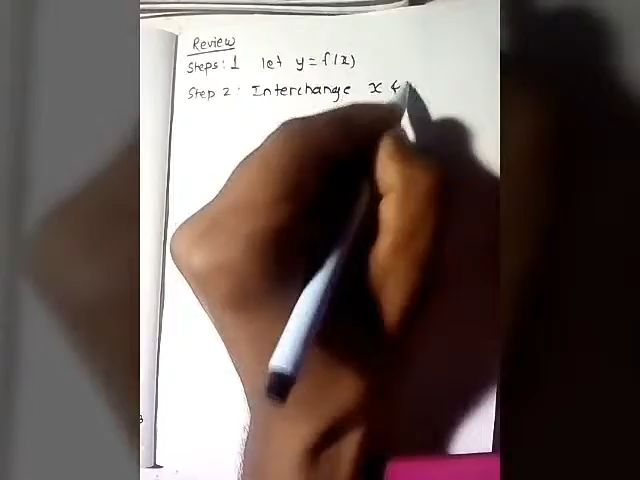 Review
Steps: 1 let y = f(x)
Step 2: Interchange x